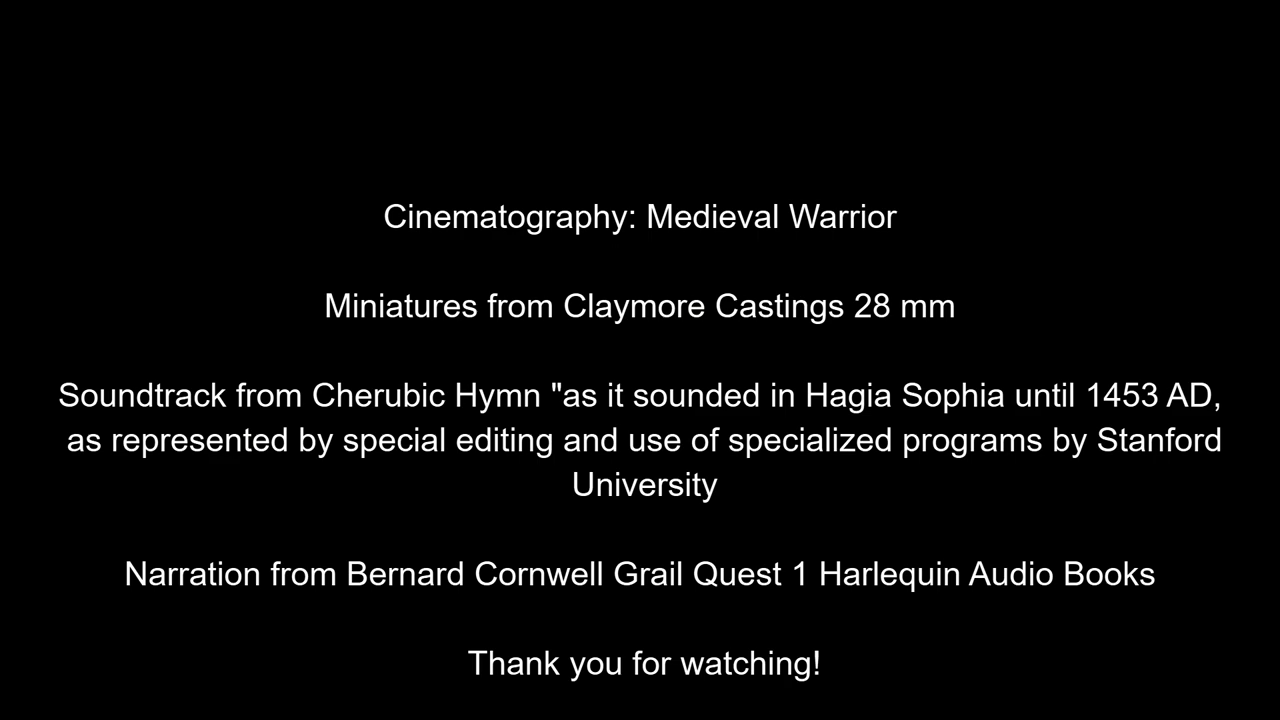 Cinematography: Medieval Warrior
Miniatures from Claymore Castings 28 mm
Soundtrack from Cherubic Hymn "as it sounded in Hagia Sophia until 1453 AD,
as represented by special editing and use of specialized programs by Stanford
University
Narration from Bernard Cornwell Grail Quest 1 Harlequin Audio Books
Thank you for watching!